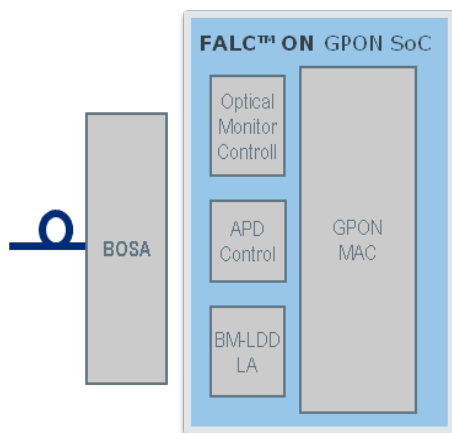 FALC™ ON GPON SoC
Optical
Monitor
Controll
BOSA
APD
Control
GPON
MAC
BM-LDD
LA